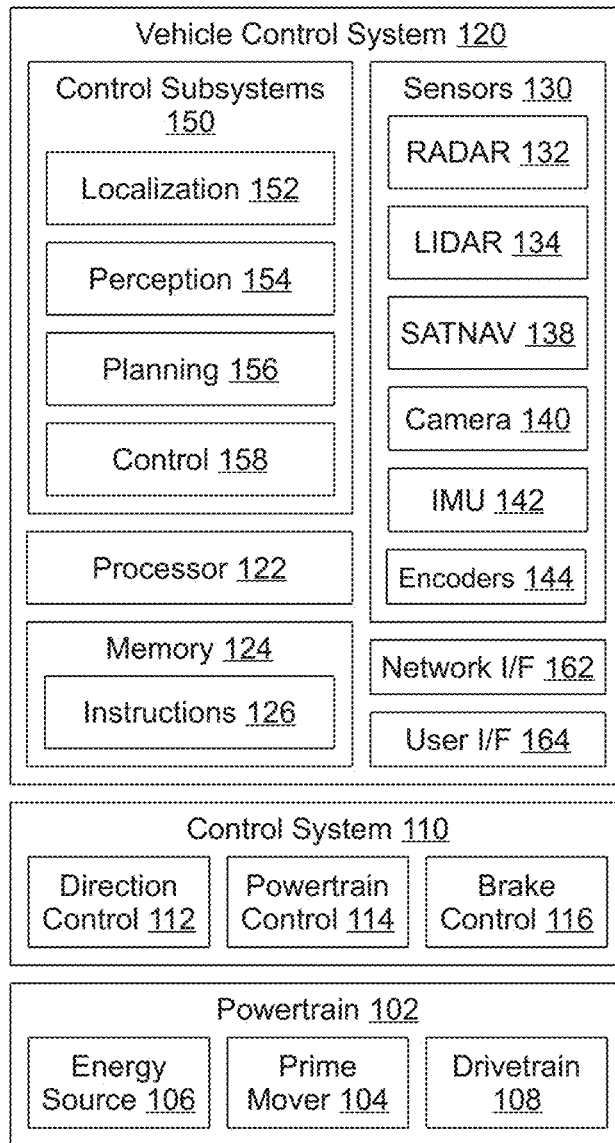 Vehicle Control System 120
Control Subsystems
150
Localization 152
Perception 154
Planning 156
Control 158
Processor 122
Memory 124
Instructions 126
Sensors 130
RADAR 132
LIDAR 134
SATNAV 138
Camera 140
IMU 142
Encoders 144
Network I/F 162
User I/F 164
Control System 110
Direction
Control 112
Powertrain
Control 114
Brake
Control 116
Powertrain 102
Energy
Source 106
Prime
Mover 104
Drivetrain
108